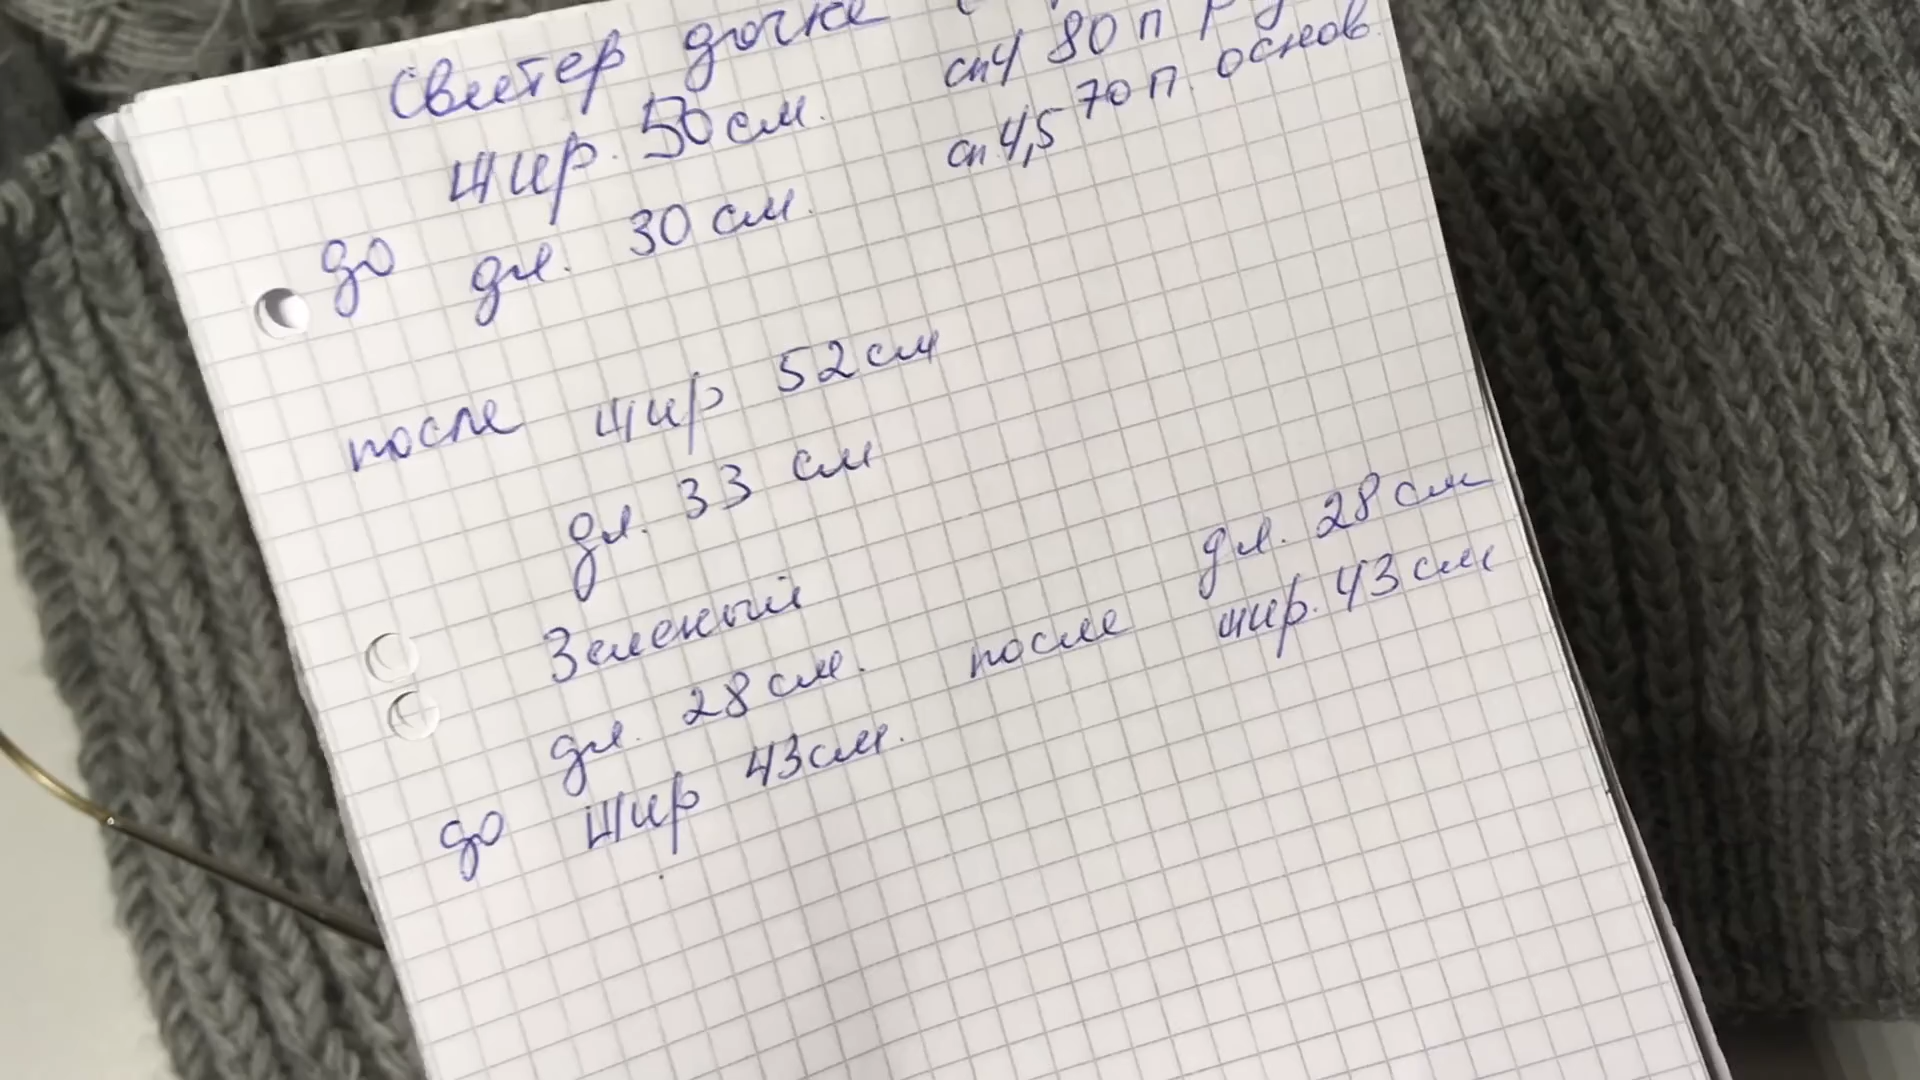 Свитер дочке
сп 4 80 п
шир. 50 см.
сп. 4,5 70 п. основ.
до дл. 30 см.
после шир 52 см
дл. 33 см
Зеленый
дл. 28 см. после дл. 28 см
до шир 43 см. шир. 43 см